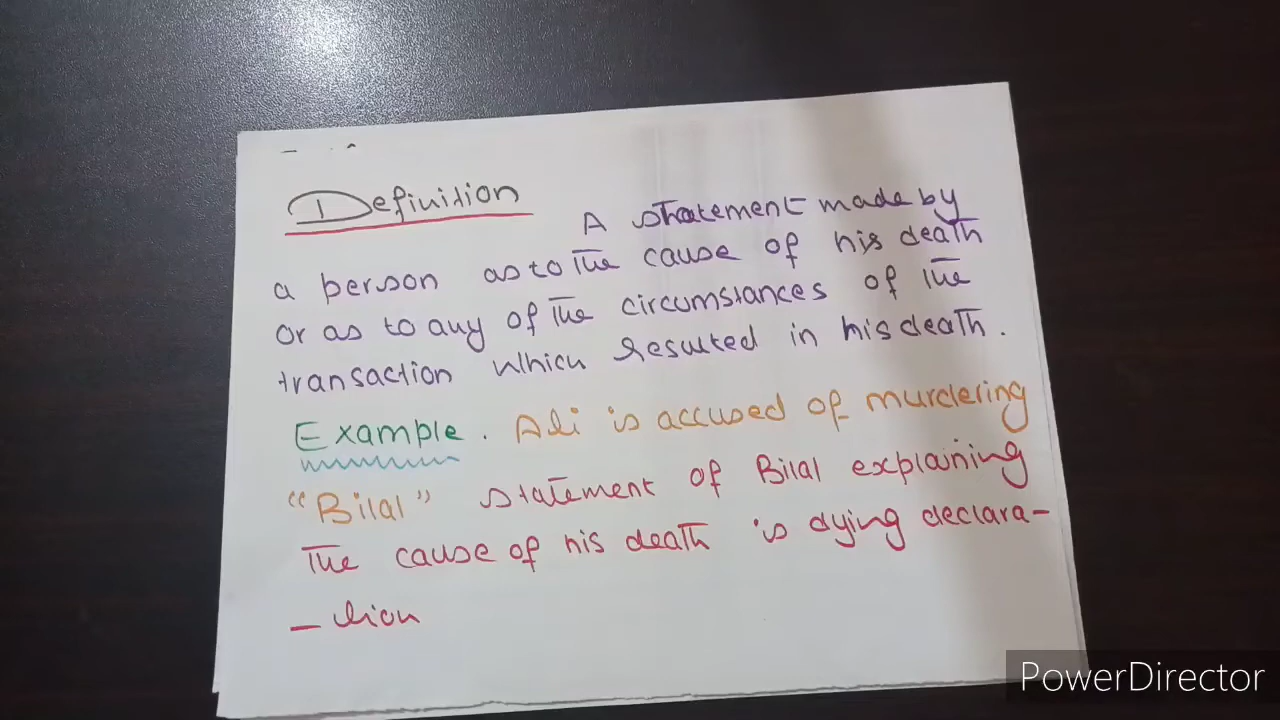 Definition
A statement made by
a person as to the cause of his death
or as to any of the circumstances of the
transaction which resulted in his death.
Example. Ali is accused of murdering
"Bilal" statement of Bilal explaining
The cause of his death is dying declara-
- tion
PowerDirector